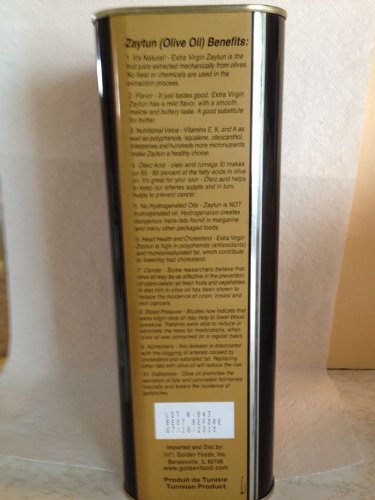 Zaytun (Olive Oil) Benefits:
1. It's Natural! - Extra Virgin Zaytun is the
fruit juice extracted mechanically from olives.
No heat or chemicals are used in the
extraction process.
2. Flavor - It just tastes good. Extra Virgin
Zaytun has a mild flavor, with a smooth,
mellow and buttery taste. A good substitute
for butter.
3. Nutritional Value - Vitamins E, K, and A as
well as polyphenols, squalene, oleocanthol,
triterpenes and hundreds more micronutrients
make Zaytun a healthy choice.
4. Oleic Acid - oleic acid (omega 9) makes
up 55 - 85 percent of the fatty acids in olive
oil. It's great for your skin - Oleic acid helps
to keep our arteries supple and in turn,
helps to prevent cancer.
5. No Hydrogenated Oils - Zaytun is NOT
hydrogenated oil. Hydrogenation creates
dangerous trans-fats found in margarine
and many other packaged foods.
6. Heart Health and Cholesterol - Extra Virgin
Zaytun is high in polyphenols (antioxidants)
and monounsaturated fat, which contribute
to lowering bad cholesterol.
7. Cancer - Some researchers believe that
olive oil may be as effective in the prevention
of colon cancer as fresh fruits and vegetables.
A diet rich in olive oil has been shown to
reduce the incidence of colon, breast and
skin cancers.
8. Blood Pressure - Studies now indicate that
extra virgin olive oil may help to lower blood
pressure. Patients were able to reduce or
eliminate the need for medications, when
olive oil was consumed on a regular basis.
9. Alzheimers - this disease is associated
with the clogging of arteries caused by
cholesterol and saturated fat. Replacing
other fats with olive oil will reduce the risk.
10. Gallstones - Olive oil promotes the
secretion of bile and pancreatic hormones
naturally and lowers the incidence of
gallstones.
LOT N-343
BEST BEFORE
07/10/2015
Imported and Dist.by:
Int'l. Golden Foods, Inc.
Bensenville, IL 60106
www.goldenfood.com
Produit de Tunisie
Tunisian Product